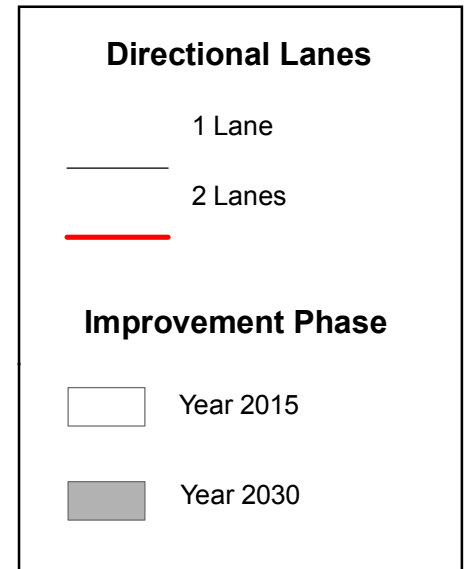 Directional Lanes
1 Lane
2 Lanes
Improvement Phase
Year 2015
Year 2030